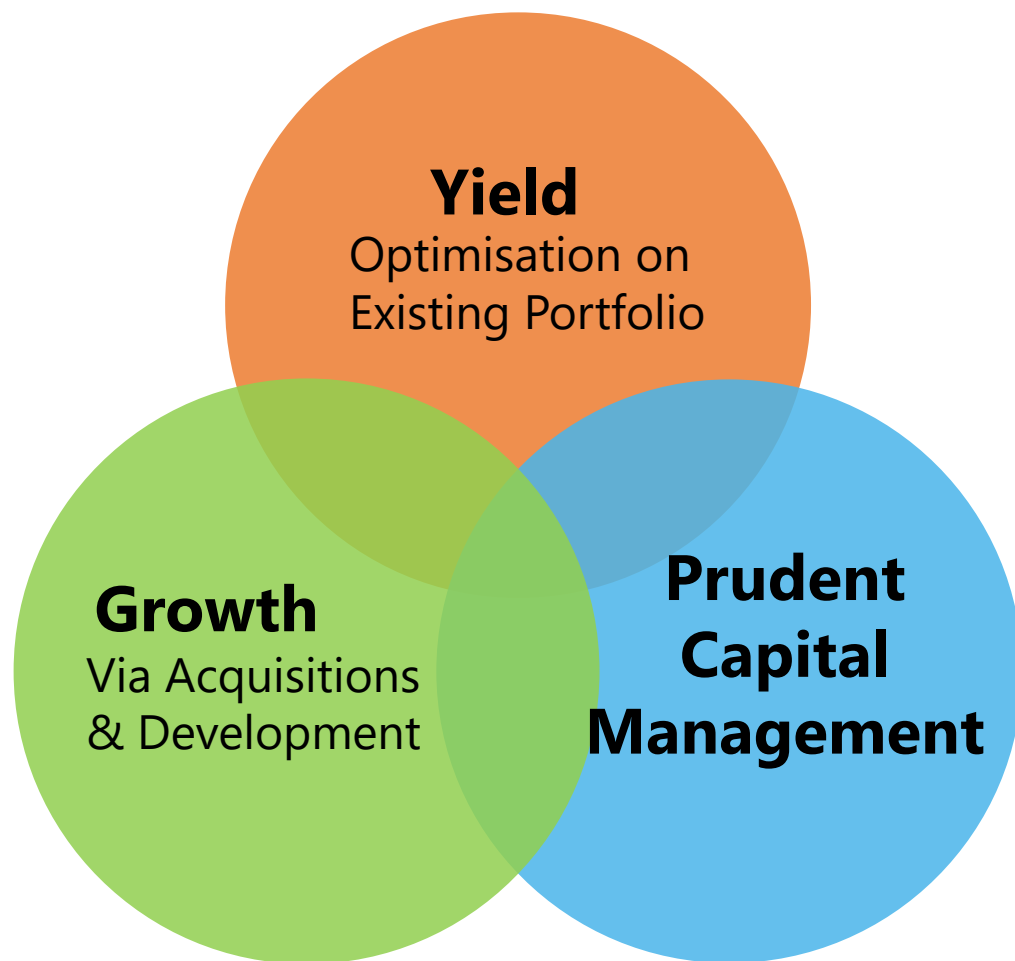 Yield
Optimisation on
Existing Portfolio
Growth
Via Acquisitions
& Development
Prudent
Capital
Management